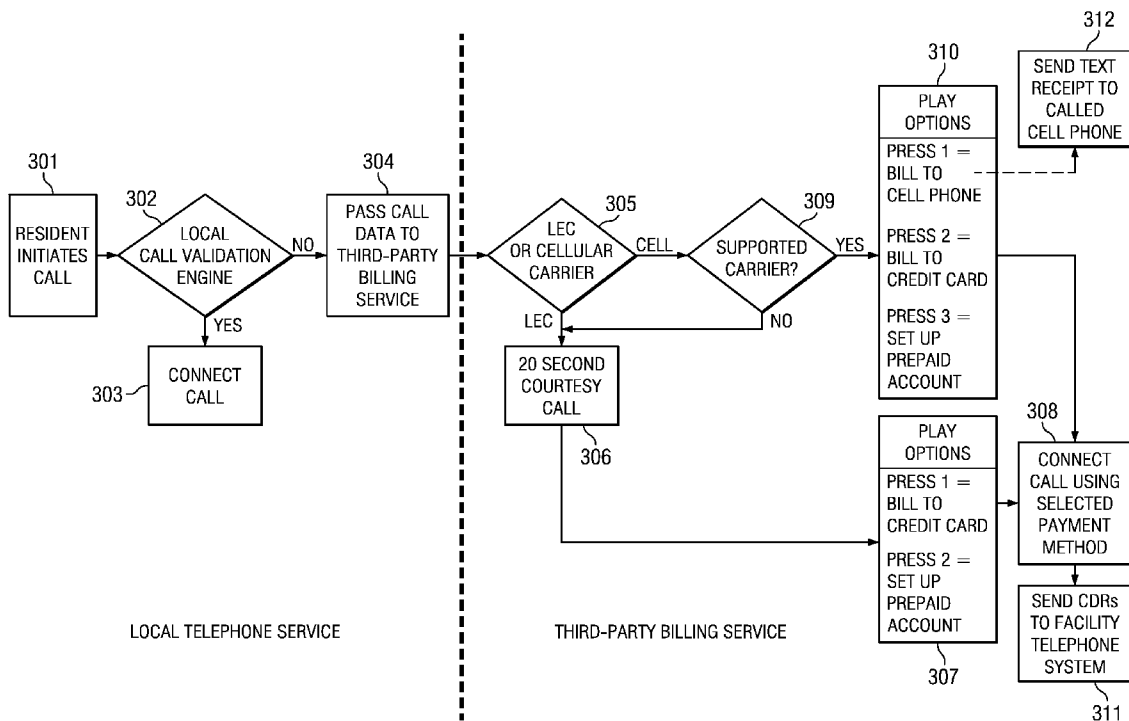 301
RESIDENT
INITIATES
CALL
302
LOCAL
CALL VALIDATION
ENGINE
NO
YES
303
CONNECT
CALL
304
PASS CALL
DATA TO
THIRD-PARTY
BILLING
SERVICE
305
LEC
OR CELLULAR
CARRIER
CELL
LEC
309
SUPPORTED
CARRIER?
YES
NO
20 SECOND
COURTESY
CALL
306
310
PLAY
OPTIONS
PRESS 1 =
BILL TO
CELL PHONE
PRESS 2 =
BILL TO
CREDIT CARD
PRESS 3 =
SET UP
PREPAID
ACCOUNT
312
SEND TEXT
RECEIPT TO
CALLED
CELL PHONE
PLAY
OPTIONS
PRESS 1 =
BILL TO
CREDIT CARD
PRESS 2 =
SET UP
PREPAID
ACCOUNT
307
308
CONNECT
CALL USING
SELECTED
PAYMENT
METHOD
SEND CDRs
TO FACILITY
TELEPHONE
SYSTEM
311
LOCAL TELEPHONE SERVICE
THIRD-PARTY BILLING SERVICE